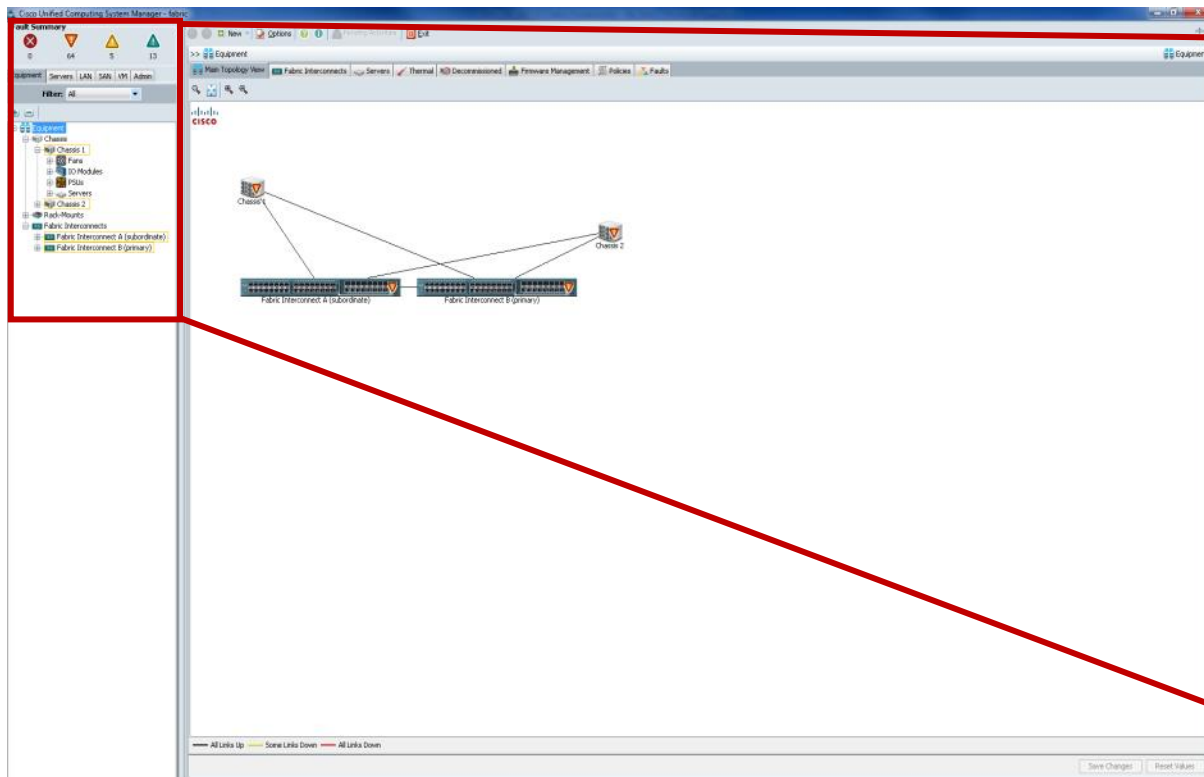 Cisco Unified Computing System Manager - fabric
ault Summary
0 64 5 13
New Options Pending Activities Exit
>> Equipment Equipmen
quipment Servers LAN SAN VM Admin
Main Topology View Fabric Interconnects Servers Thermal Decommissioned Firmware Management Policies Faults
Filter: All
CISCO
Equipment
Chassis
Chassis 1
Fans
IO Modules
PSUs
Servers
Chassis 2
Rack-Mounts
Fabric Interconnects
Fabric Interconnect A (subordinate)
Fabric Interconnect B (primary)
Chassis 1
Chassis 2
Fabric Interconnect A (subordinate) Fabric Interconnect B (primary)
All Links Up Some Links Down All Links Down
Save Changes Reset Values